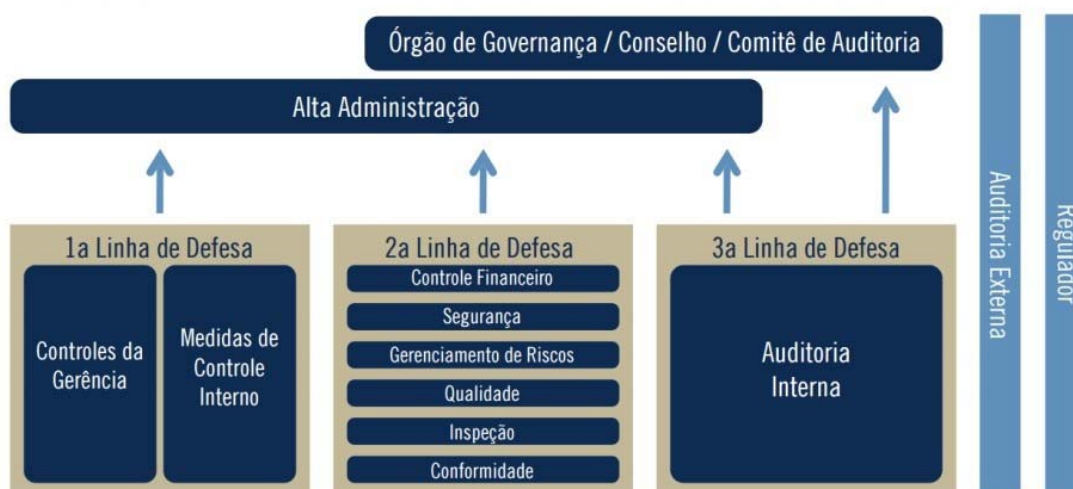 Órgão de Governança / Conselho / Comitê de Auditoria
Alta Administração
1a Linha de Defesa
Controles da
Gerência
Medidas de
Controle
Interno
2a Linha de Defesa
Controle Financeiro
Segurança
Gerenciamento de Riscos
Qualidade
Inspeção
Conformidade
3a Linha de Defesa
Auditoria
Interna
Auditoria Externa
Regulador